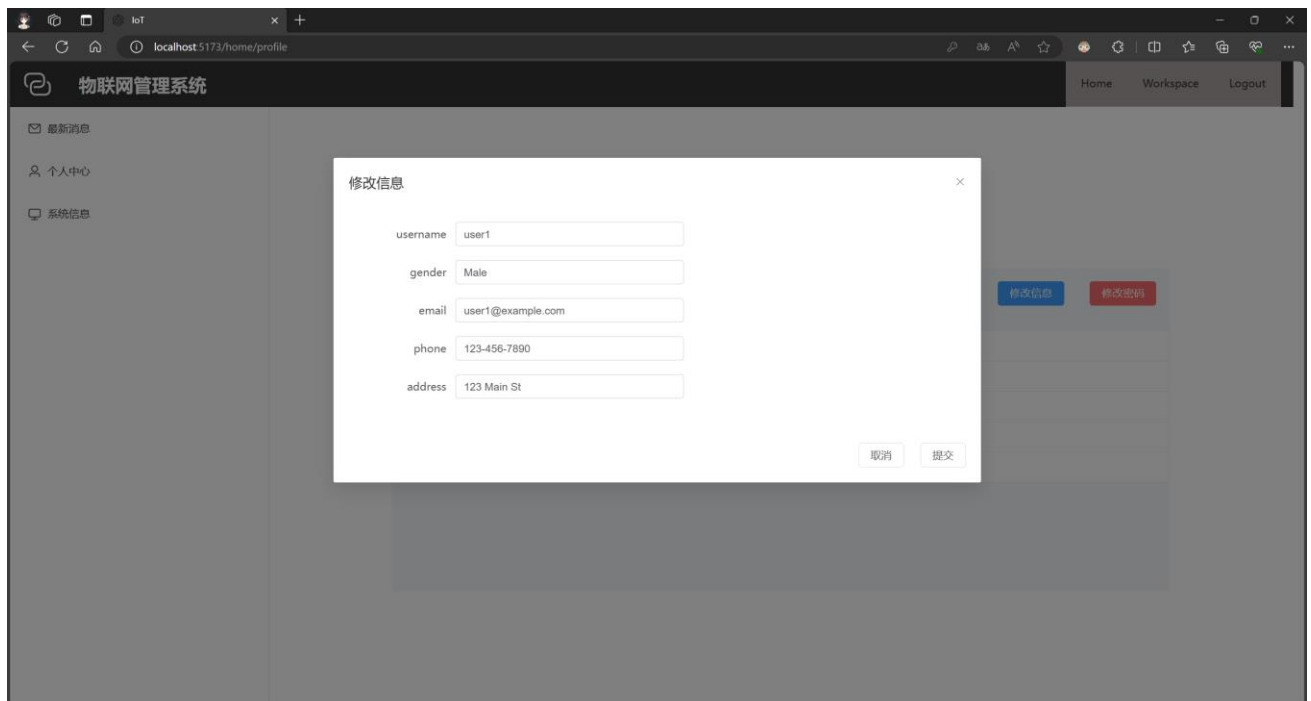 IoT
localhost:5173/home/profile
物联网管理系统
Home Workspace Logout
最新消息
个人中心
系统信息
修改信息
username user1
gender Male
email user1@example.com
phone 123-456-7890
address 123 Main St
取消 提交
修改信息 修改密码